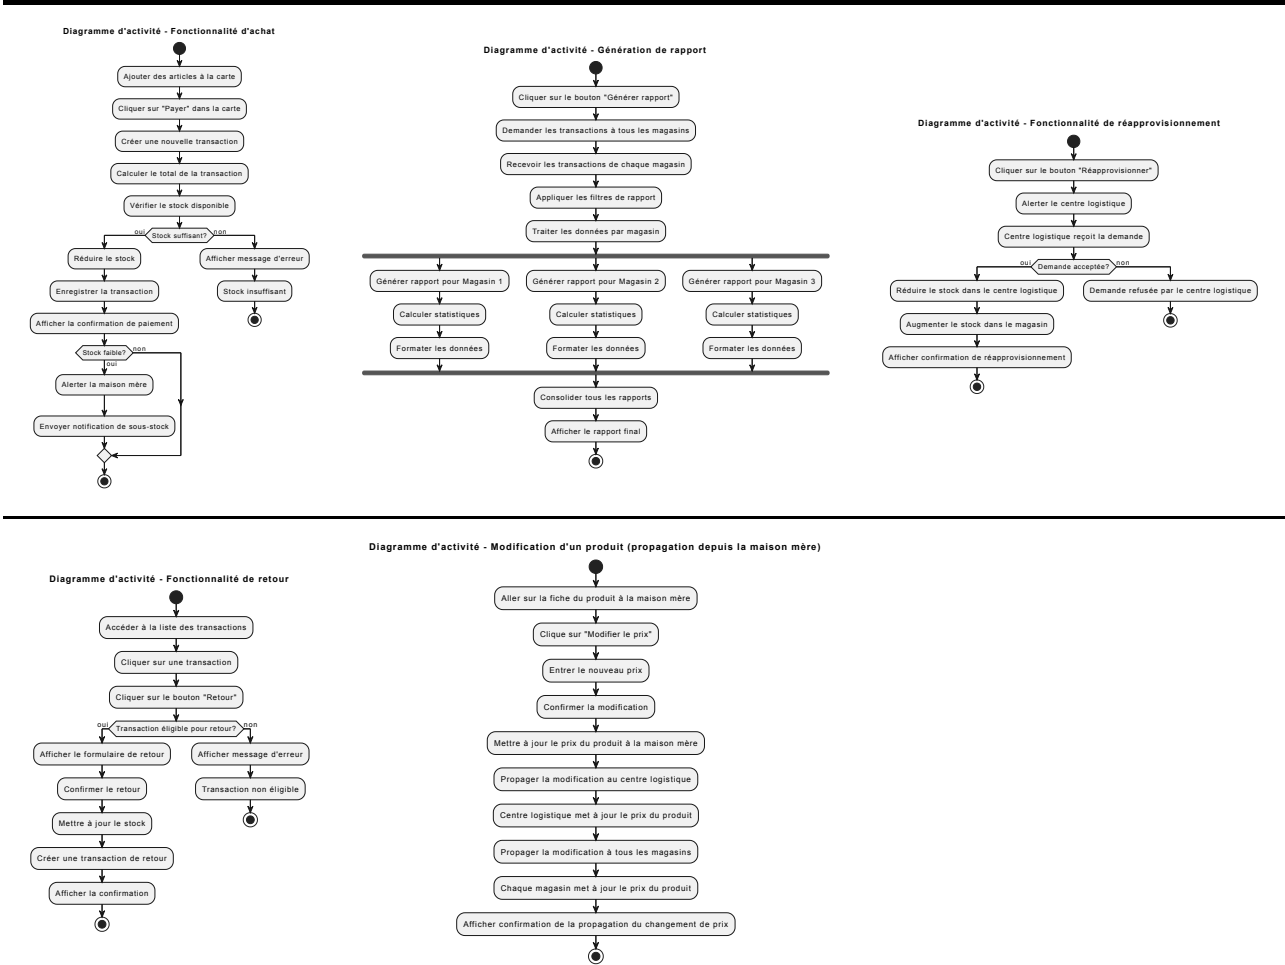 Diagramme d'activité - Fonctionnalité d'achat
Ajouter des articles à la carte
Cliquer sur "Payer" dans la carte
Créer une nouvelle transaction
Calculer le total de la transaction
Vérifier le stock disponible
oui
Stock suffisant?
non
Réduire le stock
Afficher message d'erreur
Enregistrer la transaction
Stock insuffisant
Afficher la confirmation de paiement
Stock faible?
non
oui
Alerter la maison mère
Envoyer notification de sous-stock
Diagramme d'activité - Génération de rapport
Cliquer sur le bouton "Générer rapport"
Demander les transactions à tous les magasins
Recevoir les transactions de chaque magasin
Appliquer les filtres de rapport
Traiter les données par magasin
Générer rapport pour Magasin 1
Générer rapport pour Magasin 2
Générer rapport pour Magasin 3
Calculer statistiques
Calculer statistiques
Calculer statistiques
Formater les données
Formater les données
Formater les données
Consolider tous les rapports
Afficher le rapport final
Diagramme d'activité - Fonctionnalité de réapprovisionnement
Cliquer sur le bouton "Réapprovisionner"
Alerter le centre logistique
Centre logistique reçoit la demande
oui
Demande acceptée?
non
Réduire le stock dans le centre logistique
Demande refusée par le centre logistique
Augmenter le stock dans le magasin
Afficher confirmation de réapprovisionnement
Diagramme d'activité - Fonctionnalité de retour
Accéder à la liste des transactions
Cliquer sur une transaction
Cliquer sur le bouton "Retour"
oui
Transaction éligible pour retour?
non
Afficher le formulaire de retour
Afficher message d'erreur
Confirmer le retour
Transaction non éligible
Mettre à jour le stock
Créer une transaction de retour
Afficher la confirmation
Diagramme d'activité - Modification d'un produit (propagation depuis la maison mère)
Aller sur la fiche du produit à la maison mère
Clique sur "Modifier le prix"
Entrer le nouveau prix
Confirmer la modification
Mettre à jour le prix du produit à la maison mère
Propager la modification au centre logistique
Centre logistique met à jour le prix du produit
Propager la modification à tous les magasins
Chaque magasin met à jour le prix du produit
Afficher confirmation de la propagation du changement de prix